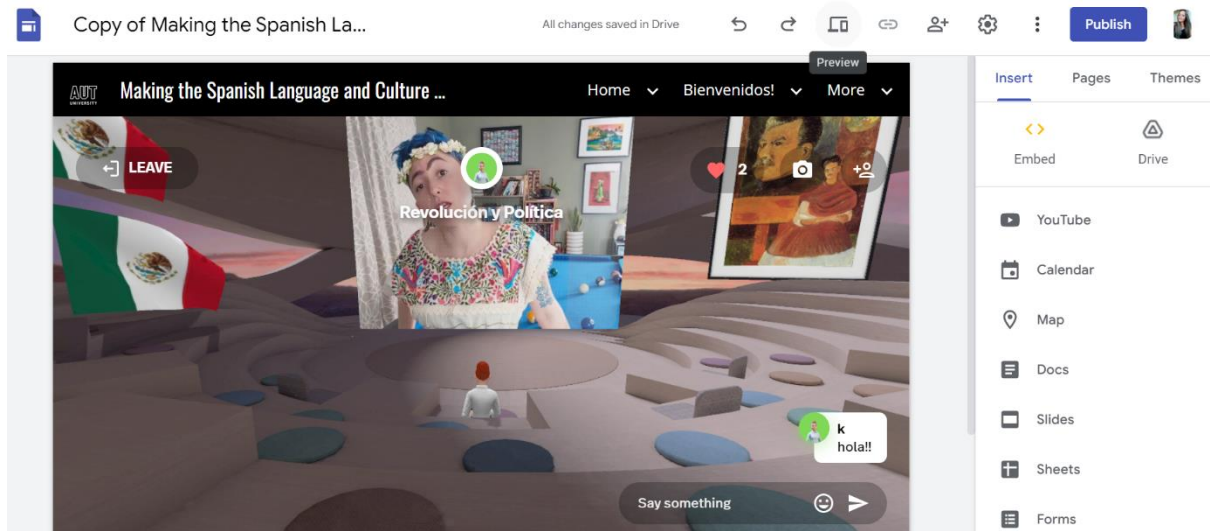 Copy of Making the Spanish La...
All changes saved in Drive
Publish
Preview
AUT
UNIVERSITY
Making the Spanish Language and Culture ...
Home
Bienvenidos!
More
Insert
Pages
Themes
Embed
Drive
LEAVE
2
Revolución y Política
YouTube
Calendar
Map
Docs
Slides
Sheets
Forms
k
hola!!
Say something